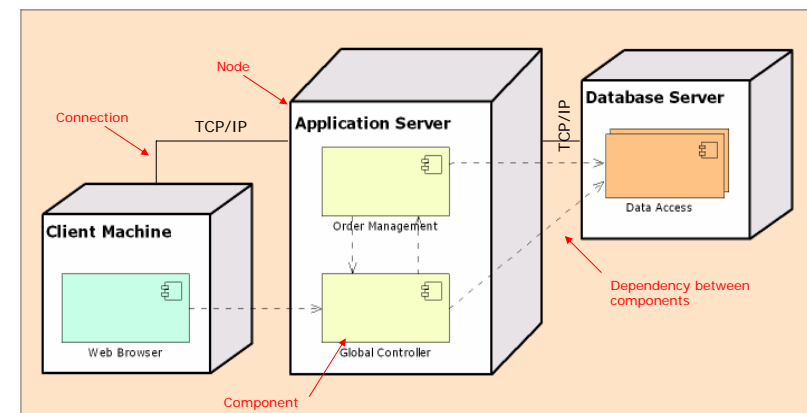 Node
Connection
TCP/IP
Application Server
TCP/IP
Database Server
Data Access
Order Management
Client Machine
Web Browser
Global Controller
Dependency between
components
Component